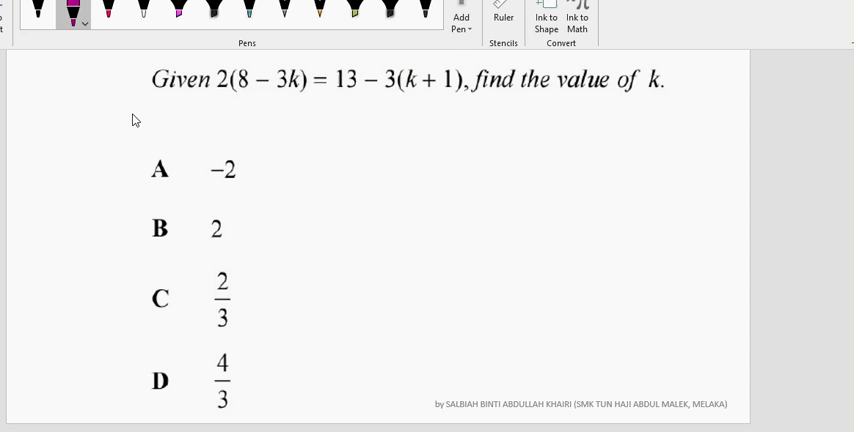 Add Pen
Ruler
Ink to Shape
Ink to Math
Pens
Stencils
Convert
Given 2(8 – 3k) = 13 – 3(k + 1), find the value of k.
A –2
B 2
C 2/3
D 4/3
by SALBIAH BINTI ABDULLAH KHAIRI (SMK TUN HAJI ABDUL MALEK, MELAKA)